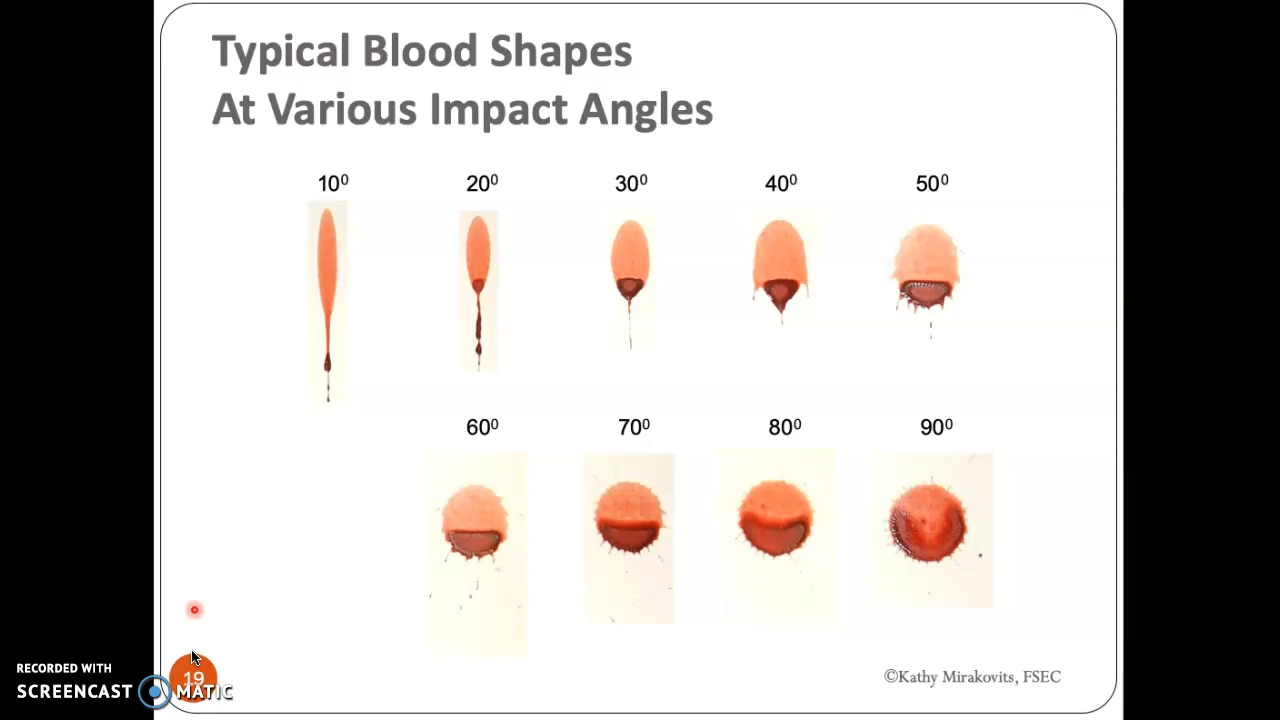 Typical Blood Shapes
At Various Impact Angles
10⁰ 20⁰ 30⁰ 40⁰ 50⁰
60⁰ 70⁰ 80⁰ 90⁰
RECORDED WITH
SCREENCAST MATIC
19
©Kathy Mirakovits, FSEC